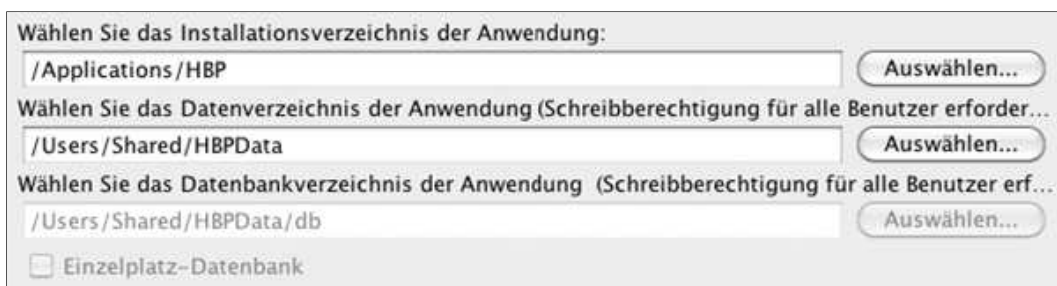 Wählen Sie das Installationsverzeichnis der Anwendung:
/Applications/HBP Auswählen...
Wählen Sie das Datenverzeichnis der Anwendung (Schreibberechtigung für alle Benutzer erforder...
/Users/Shared/HBPData Auswählen...
Wählen Sie das Datenbankverzeichnis der Anwendung (Schreibberechtigung für alle Benutzer erf...
/Users/Shared/HBPData/db Auswählen...
Einzelplatz-Datenbank